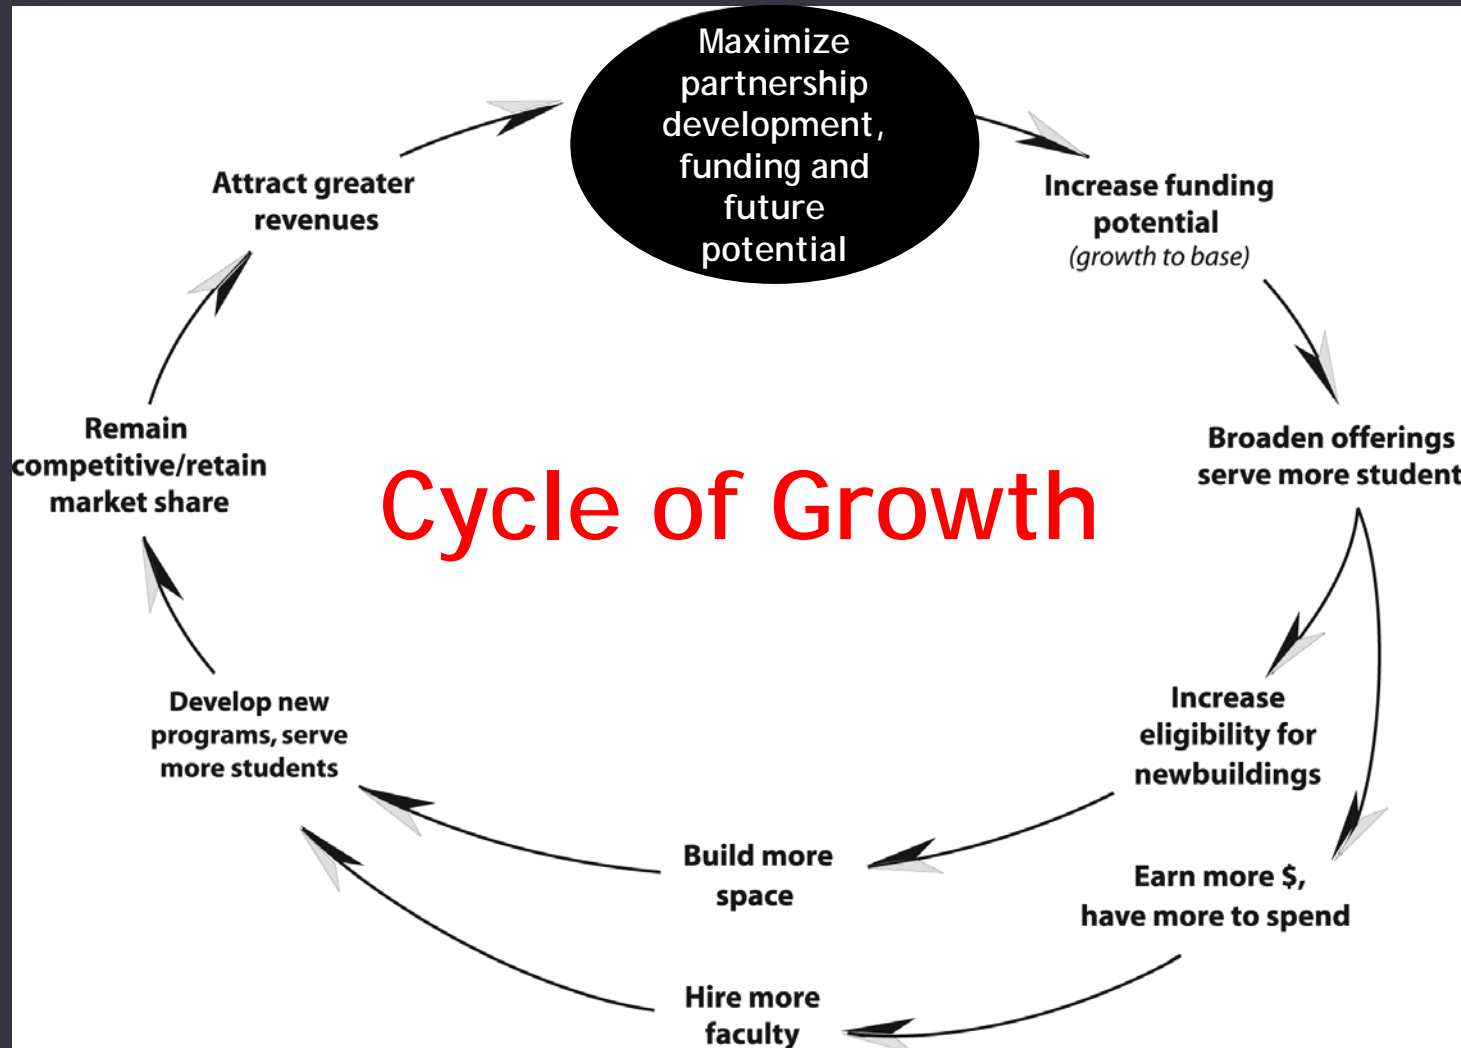 Maximize
partnership
development,
funding and
future
potential
Increase funding
potential
(growth to base)
Broaden offerings
serve more student
Increase
eligibility for
newbuildings
Earn more $,
have more to spend
Hire more
faculty
Build more
space
Develop new
programs, serve
more students
Remain
competitive/retain
market share
Attract greater
revenues
Cycle of Growth